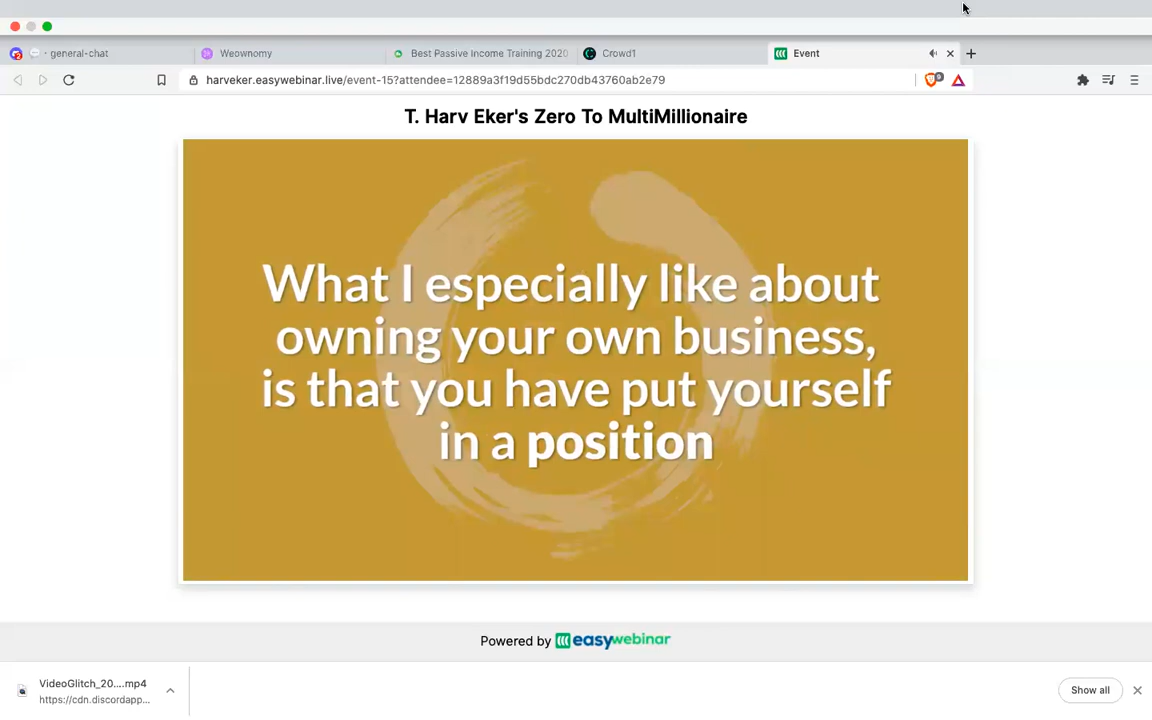 general-chat
Weownomy
Best Passive Income Training 2020
Crowd1
Event
harveker.easywebinar.live/event-15?attendee=12889a3f19d55bdc270db43760ab2e79
T. Harv Eker's Zero To MultiMillionaire
What I especially like about
owning your own business,
is that you have put yourself
in a position
Powered by easywebinar
VideoGlitch_20....mp4
https://cdn.discordapp...
Show all